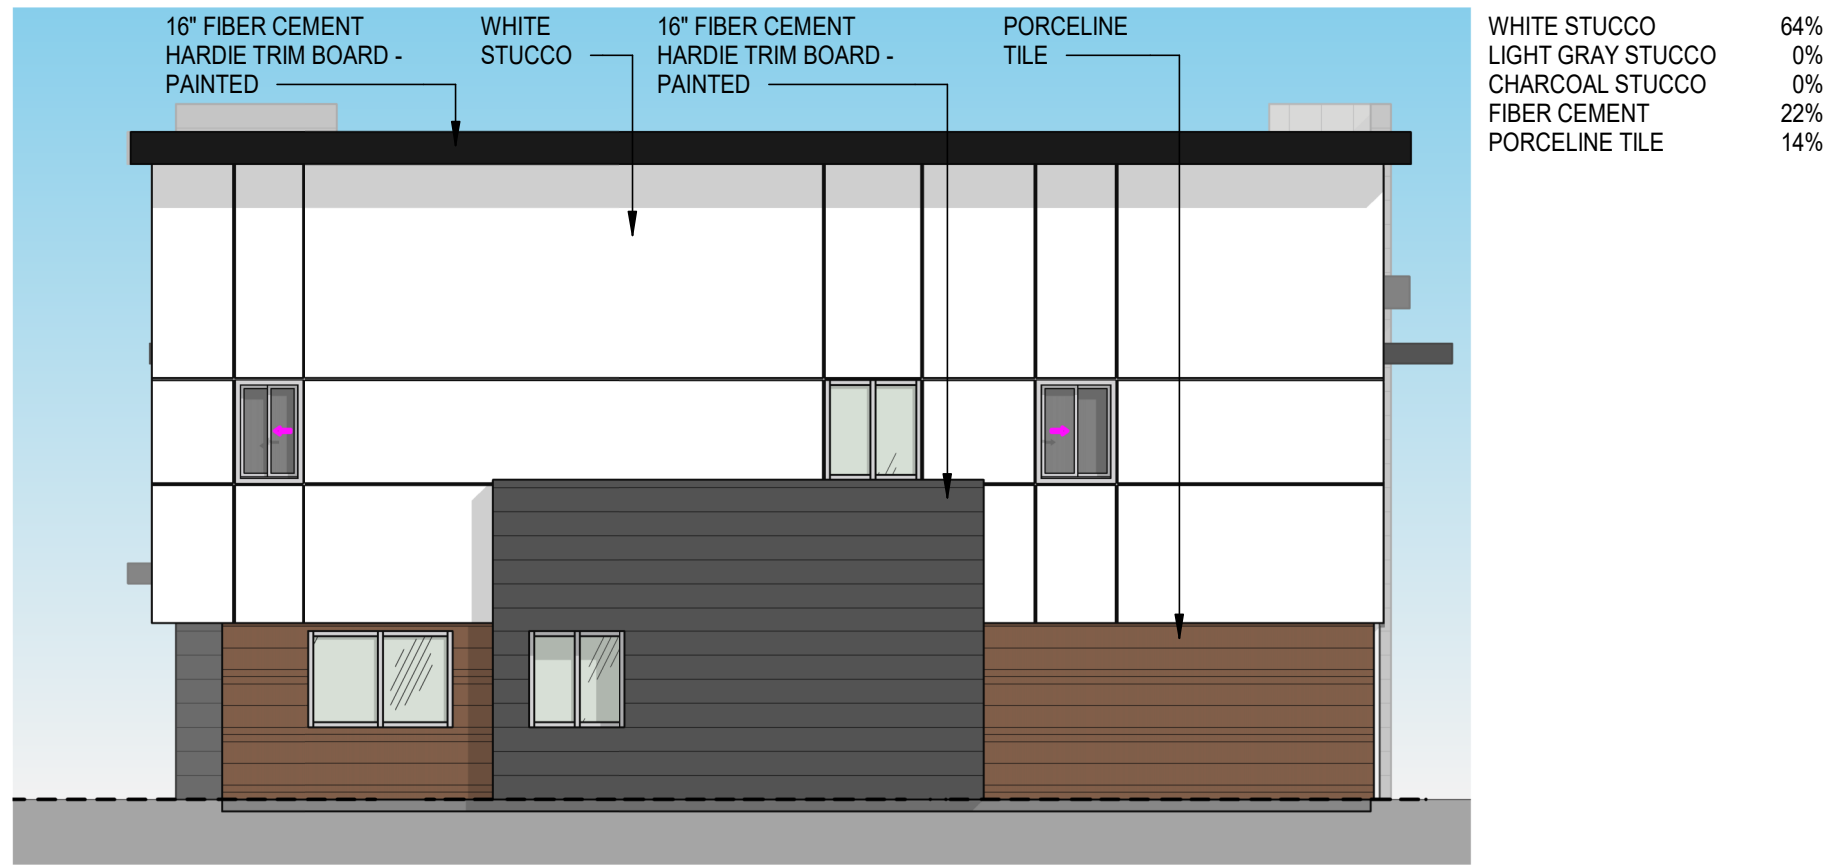 16" FIBER CEMENT
HARDIE TRIM BOARD -
PAINTED
WHITE
STUCCO
16" FIBER CEMENT
HARDIE TRIM BOARD -
PAINTED
PORCELINE
TILE
WHITE STUCCO 64%
LIGHT GRAY STUCCO 0%
CHARCOAL STUCCO 0%
FIBER CEMENT 22%
PORCELINE TILE 14%